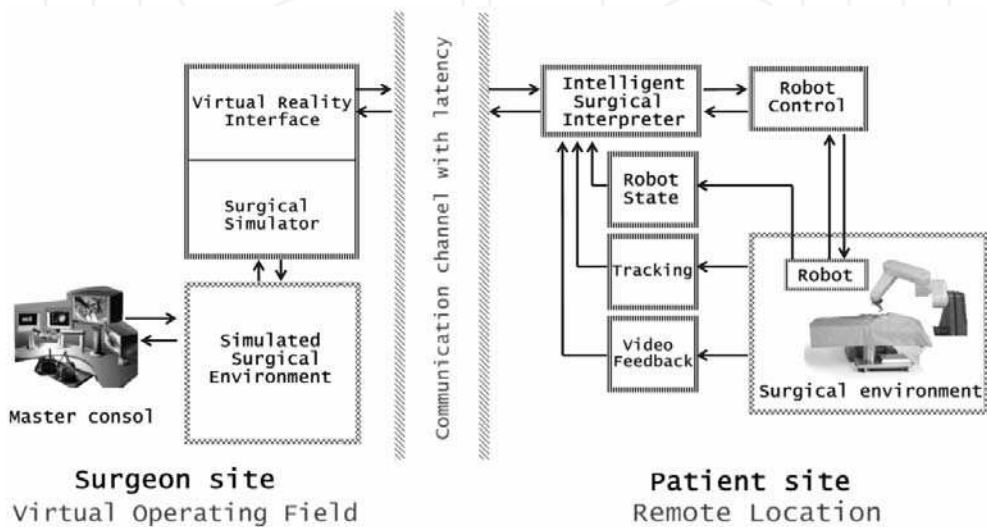 Virtual Reality
Interface
Surgical
Simulator
Simulated
Surgical
Environment
Master consol
Surgeon site
Virtual Operating Field
Communication channel with latency
Intelligent
Surgical
Interpreter
Robot
Control
Robot
State
Tracking
Video
Feedback
Robot
Surgical environment
Patient site
Remote Location